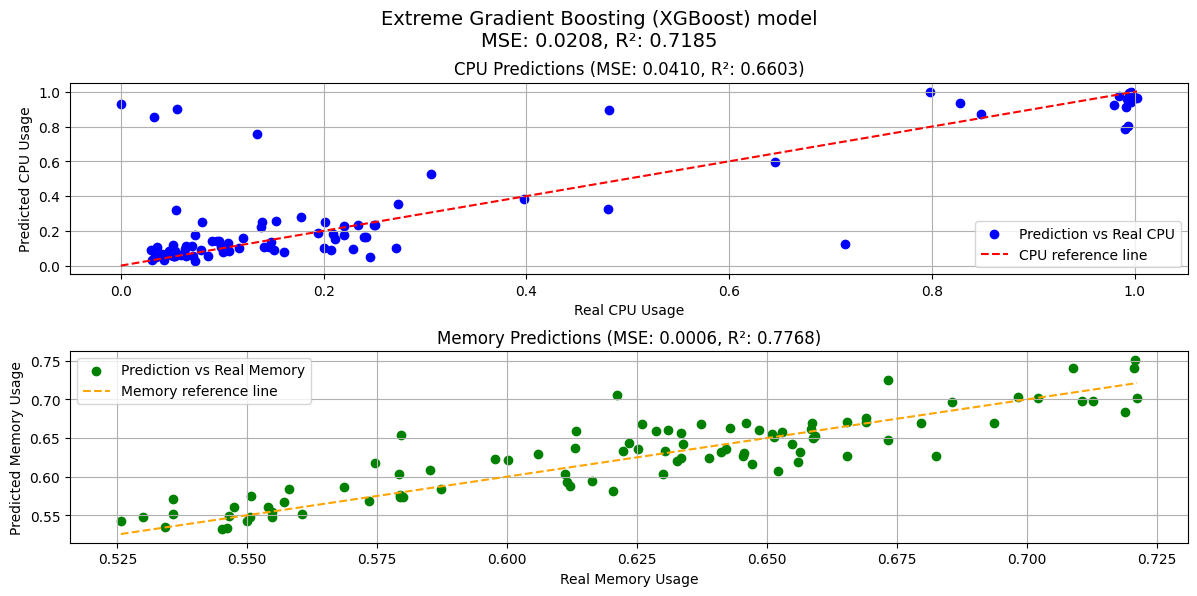 Extreme Gradient Boosting (XGBoost) model
MSE: 0.0208, R²: 0.7185
CPU Predictions (MSE: 0.0410, R²: 0.6603)
Predicted CPU Usage
1.0
0.8
0.6
0.4
0.2
0.0
Prediction vs Real CPU
CPU reference line
0.0 0.2 0.4 0.6 0.8 1.0
Real CPU Usage
Memory Predictions (MSE: 0.0006, R²: 0.7768)
Predicted Memory Usage
0.75
0.70
0.65
0.60
0.55
Prediction vs Real Memory
Memory reference line
0.525 0.550 0.575 0.600 0.625 0.650 0.675 0.700 0.725
Real Memory Usage